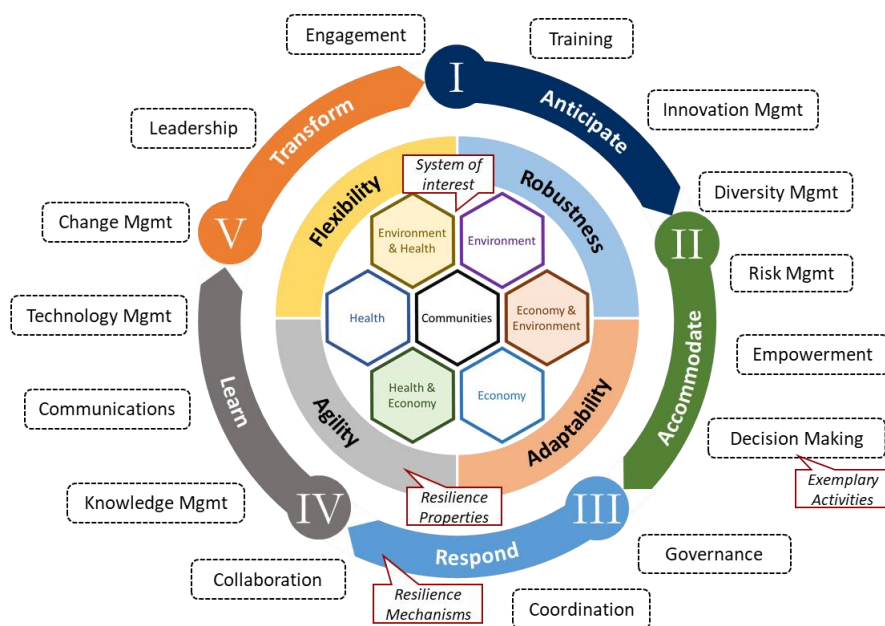 Engagement
Training
I
Transform
Anticipate
Leadership
Innovation Mgmt
System of
interest
Flexibility
Robustness
Diversity Mgmt
Change Mgmt
V
II
Environment
& Health
Environment
Risk Mgmt
Technology Mgmt
Health
Communities
Economy &
Environment
Empowerment
Accommodate
Learn
Communications
Health &
Economy
Economy
Agility
Adaptability
Decision Making
Exemplary
Activities
Knowledge Mgmt
IV
Resilience
Properties
III
Respond
Governance
Collaboration
Resilience
Mechanisms
Coordination